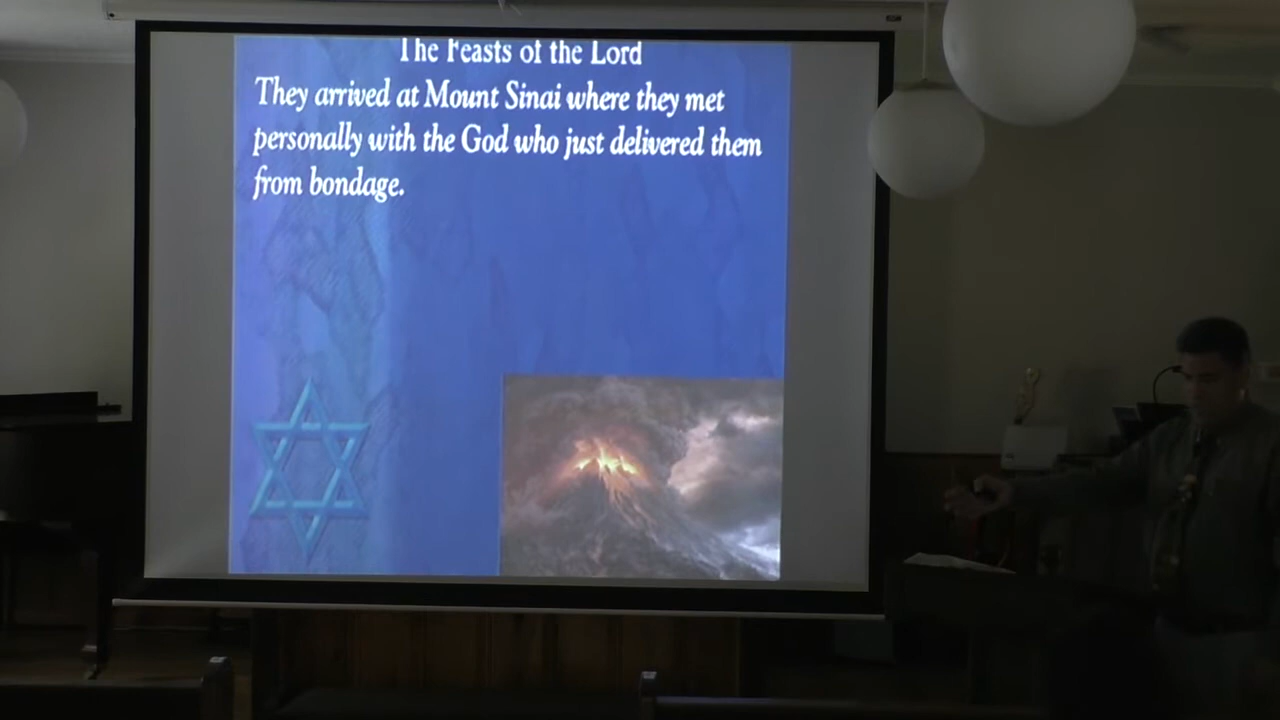 The Feasts of the Lord
They arrived at Mount Sinai where they met
personally with the God who just delivered them
from bondage.